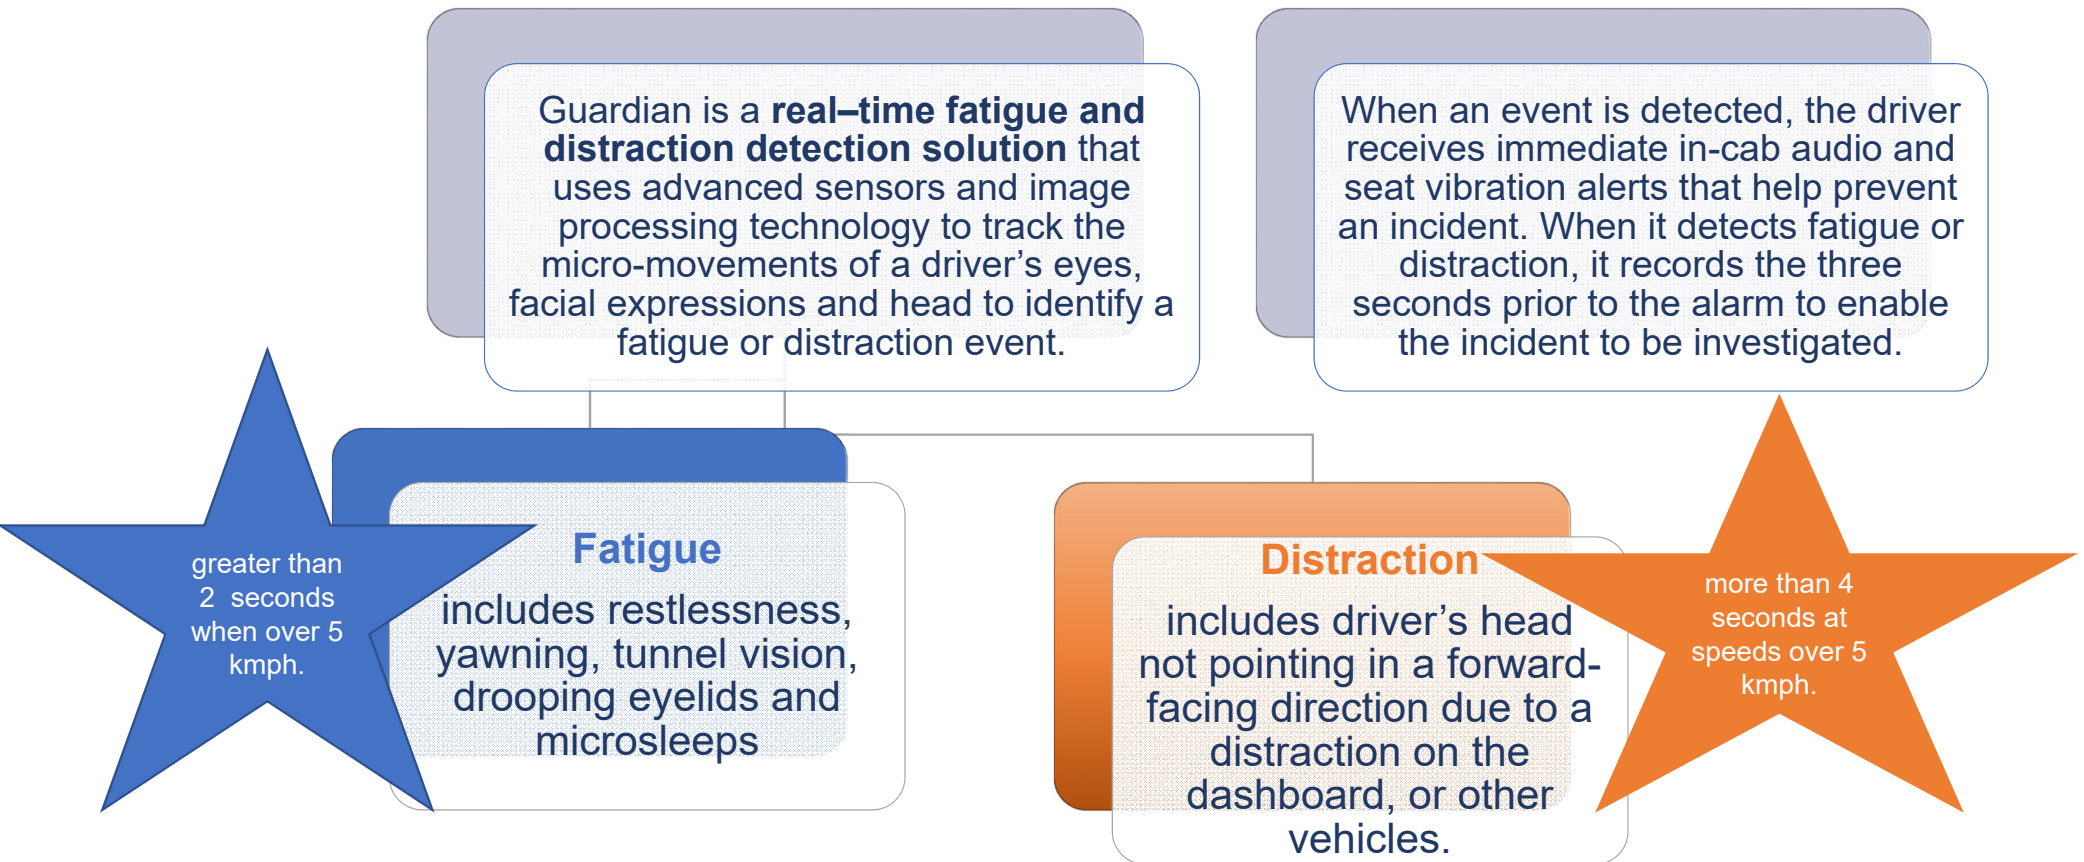 Guardian is a real–time fatigue and
distraction detection solution that
uses advanced sensors and image
processing technology to track the
micro-movements of a driver’s eyes,
facial expressions and head to identify a
fatigue or distraction event.
When an event is detected, the driver
receives immediate in-cab audio and
seat vibration alerts that help prevent
an incident. When it detects fatigue or
distraction, it records the three
seconds prior to the alarm to enable
the incident to be investigated.
greater than
2  seconds
when over 5
kmph.
Fatigue
includes restlessness,
yawning, tunnel vision,
drooping eyelids and
microsleeps
Distraction
includes driver’s head
not pointing in a forward-
facing direction due to a
distraction on the
dashboard, or other
vehicles.
more than 4
seconds at
speeds over 5
kmph.